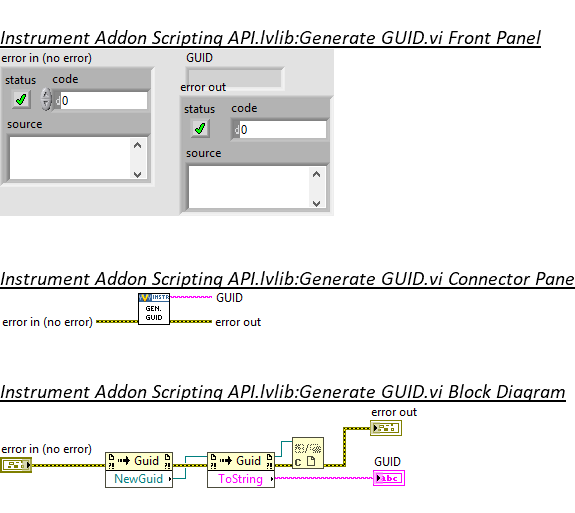 Instrument Addon Scripting API.lvlib:Generate GUID.vi Front Panel
error in (no error)
GUID
status
code
error out
0
status
code
source
0
source
Instrument Addon Scripting API.lvlib:Generate GUID.vi Connector Pane
INSTR
GUID
GEN.
GUID
error in (no error)
error out
Instrument Addon Scripting API.lvlib:Generate GUID.vi Block Diagram
error out
error in (no error)
Guid
Guid
C
GUID
NewGuid
ToString
abc